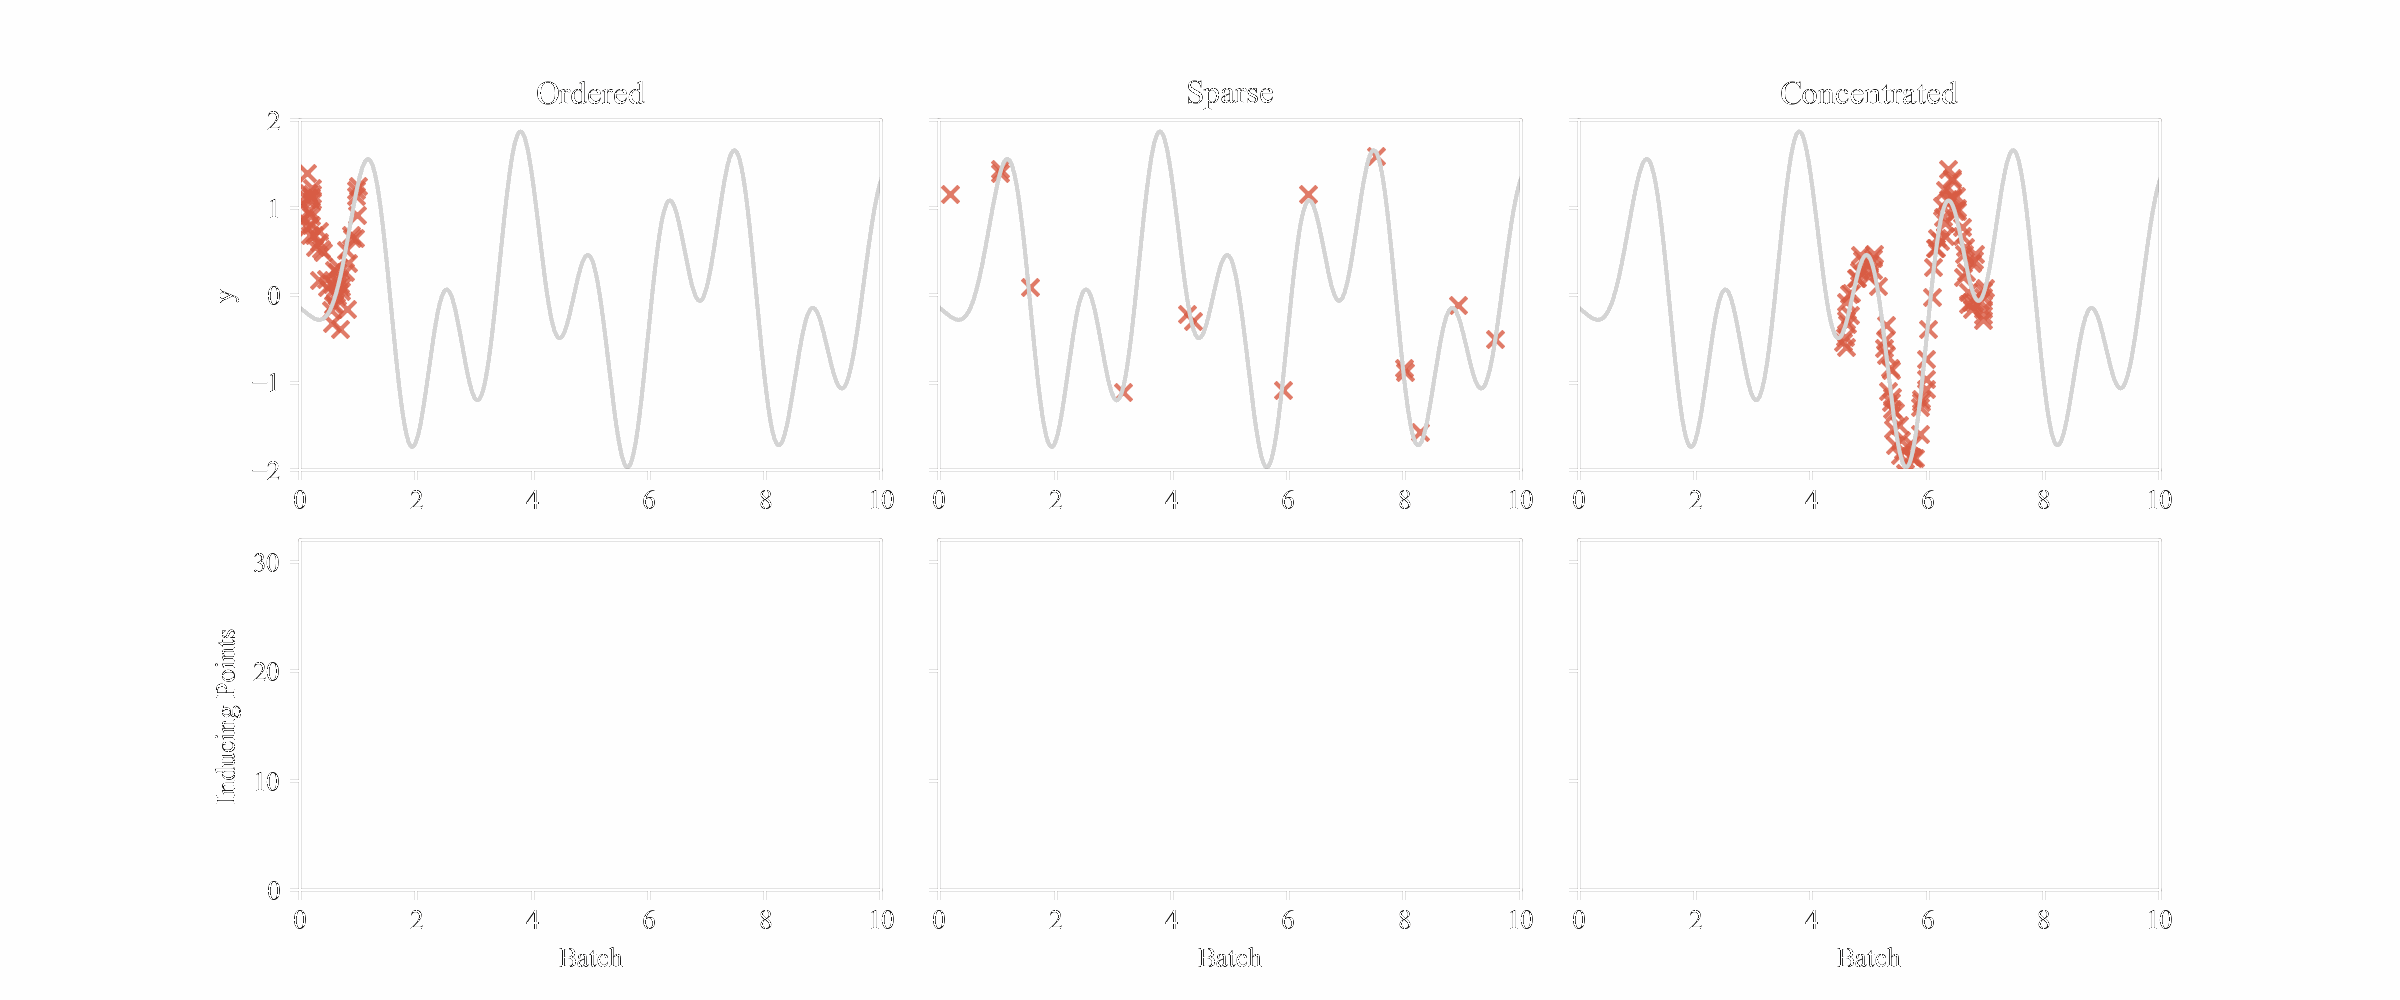 Ordered Sparse Concentrated
2
1
0
−1
−2
y
0 2 4 6 8 10 0 2 4 6 8 10 0 2 4 6 8 10
30
20
10
0
Inducing Points
0 2 4 6 8 10 0 2 4 6 8 10 0 2 4 6 8 10
Batch Batch Batch